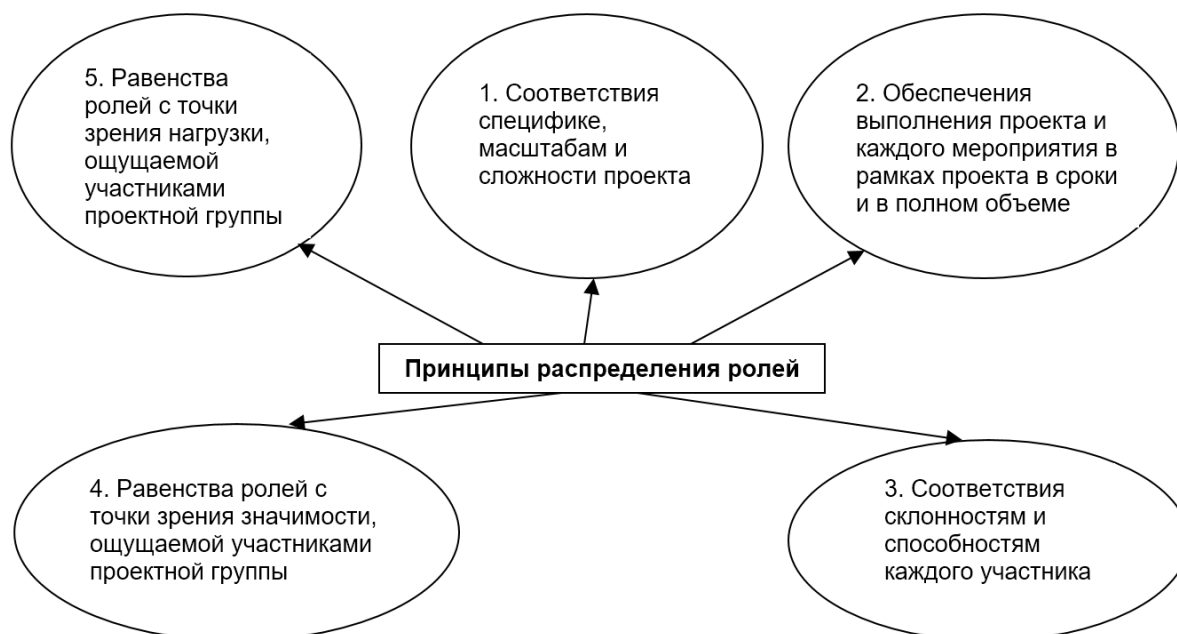 5. Равенства
ролей с точки
зрения нагрузки,
ощущаемой
участниками
проектной группы
1. Соответствия
специфике,
масштабам и
сложности проекта
2. Обеспечения
выполнения проекта и
каждого мероприятия в
рамках проекта в сроки
и в полном объеме
Принципы распределения ролей
4. Равенства ролей с
точки зрения значимости,
ощущаемой участниками
проектной группы
3. Соответствия
склонностям и
способностям
каждого участника